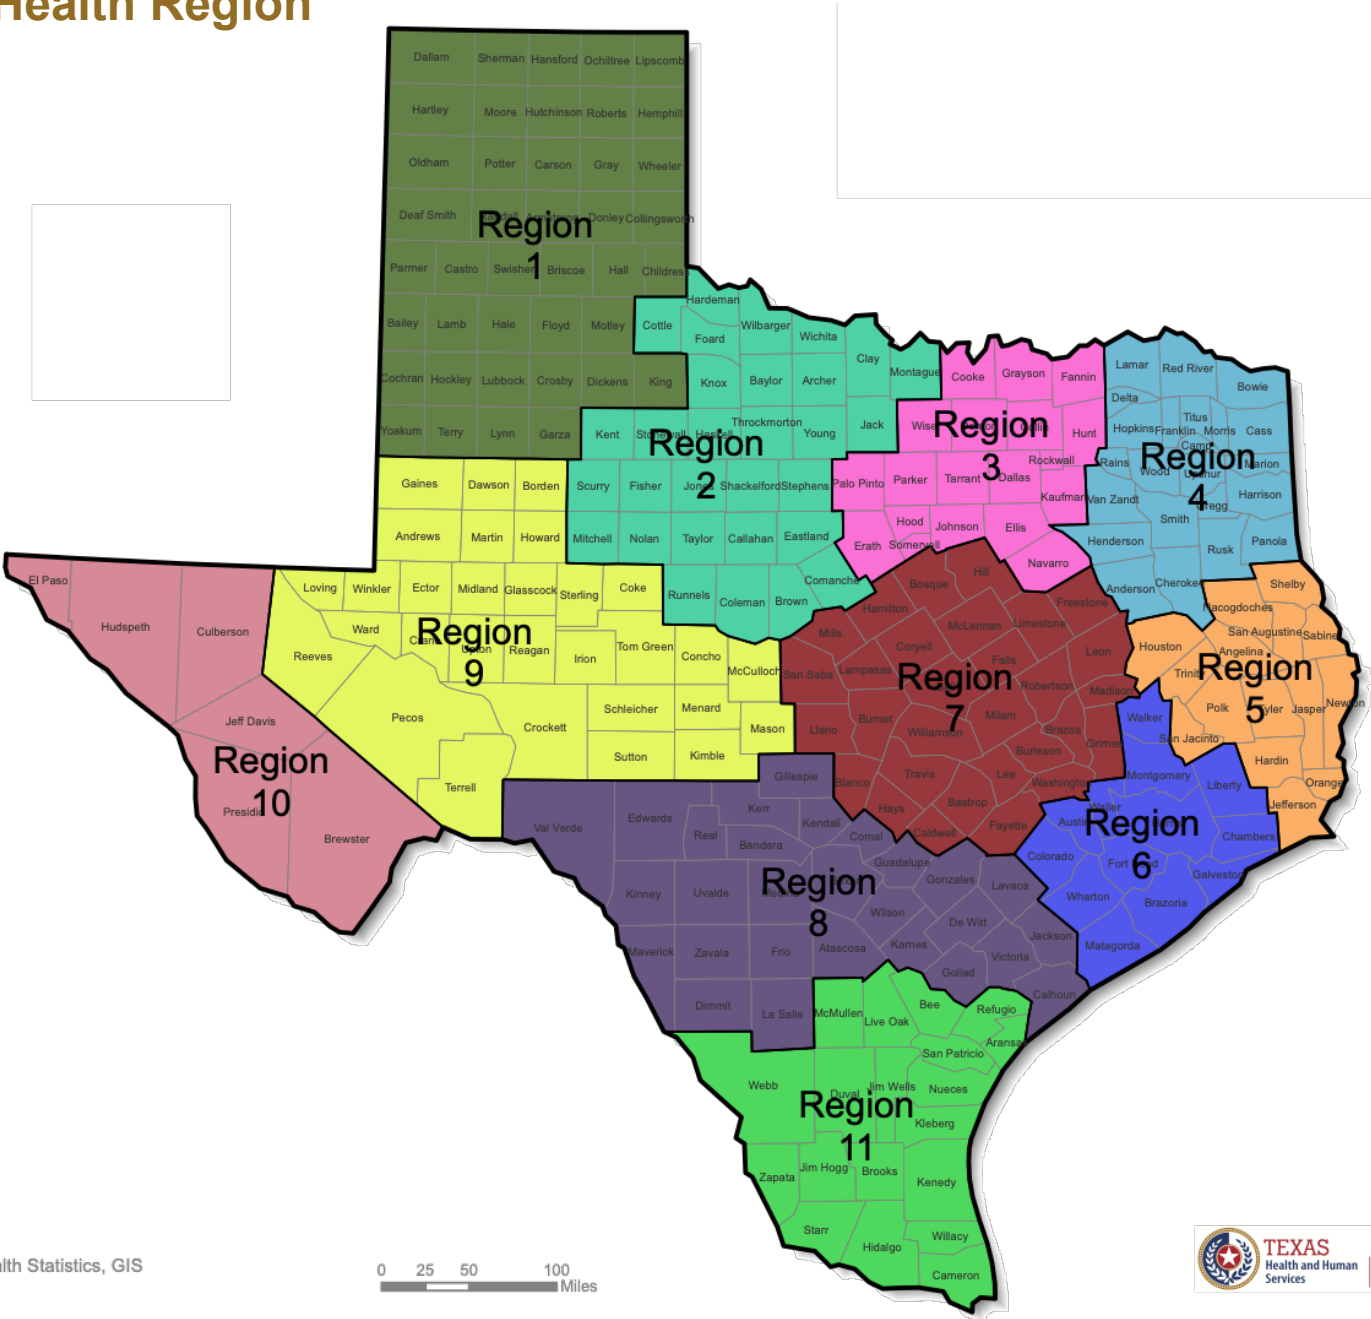 Health Region
Dallam Sherman Hansford Ochiltree Lipscomb
Hartley Moore Hutchinson Roberts Hemphill
Oldham Potter Carson Gray Wheeler
Deaf Smith Donley Collingsworth
Region
1
Parmer Castro Swisher Briscoe Hall Childress
Bailey Lamb Hale Floyd Motley
Cochran Hockley Lubbock Crosby Dickens King
Yoakum Terry Lynn Garza
Hardeman
Cottle Foard Wilbarger Wichita
Clay Montague
Knox Baylor Archer
Throckmorton
Kent Young Jack
Region
2
Scurry Fisher Shackelford Stephens
Mitchell Nolan Taylor Callahan Eastland
Runnels Coleman Brown Comanche
Cooke Grayson Fannin
Wise Hunt
Region
3
Rockwall
Palo Pinto Parker Tarrant Dallas Kaufman
Hood Johnson Ellis
Erath Somervell Navarro
Lamar Red River Bowie
Delta Titus
Hopkins Franklin Morris Cass
Camp
Region
4
Rains Wood Marion
Van Zandt Harrison
Smith
Henderson Rusk Panola
Anderson Cherokee
Shelby
Nacogdoches
San Augustine Sabine
Houston Angelina
Region
5
Polk Jasper Newton
San Jacinto
Hardin
Orange
Jefferson
Walker
Montgomery Liberty
Waller
Region
6
Chambers
Colorado Galveston
Wharton Brazoria
Matagorda
Hill
Bosque Freestone
Hamilton McLennan Limestone
Mills Coryell Leon
San Saba Lampasas Falls
Region
7
Robertson Madison
Burnet Milam
Llano Williamson Brazos Grimes
Burleson
Blanco Travis Lee Washington
Hays Bastrop
Caldwell Fayette
Gillespie
Kerr
Val Verde Edwards Real Kendall Comal
Bandera Guadalupe
Region
8
Gonzales Lavaca
Kinney Uvalde Wilson De Witt
Maverick Zavala Frio Atascosa Karnes Jackson
Victoria
Goliad
Dimmit La Salle Calhoun
Gaines Dawson Borden
Andrews Martin Howard
Loving Winkler Ector Midland Glasscock Sterling Coke
Ward
Region
9
Reeves Upton Reagan Irion Tom Green Concho McCulloch
Pecos Crockett Schleicher Menard Mason
Sutton Kimble
Terrell
El Paso
Hudspeth Culberson
Jeff Davis
Region
10
Presidio
Brewster
McMullen Live Oak Bee Refugio
Aransas
San Patricio
Webb Duval Jim Wells Nueces
Region
11
Kleberg
Zapata Jim Hogg Brooks Kenedy
Starr Hidalgo Willacy
Cameron
lth Statistics, GIS
0 25 50 100
Miles
TEXAS
Health and Human
Services